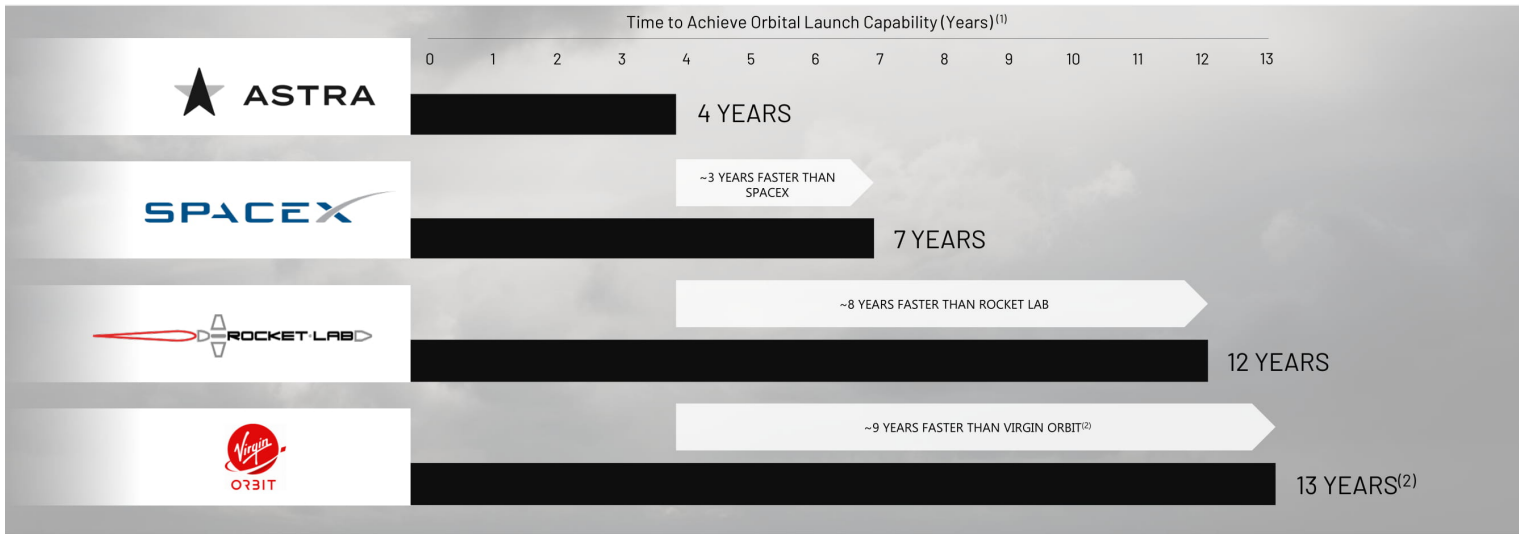 Time to Achieve Orbital Launch Capability (Years) (1)
0 1 2 3 4 5 6 7 8 9 10 11 12 13
ASTRA
4 YEARS
~3 YEARS FASTER THAN
SPACEX
SPACEX
7 YEARS
~8 YEARS FASTER THAN ROCKET LAB
ROCKET LAB
12 YEARS
~9 YEARS FASTER THAN VIRGIN ORBIT(2)
Virgin
ORBIT
13 YEARS(2)